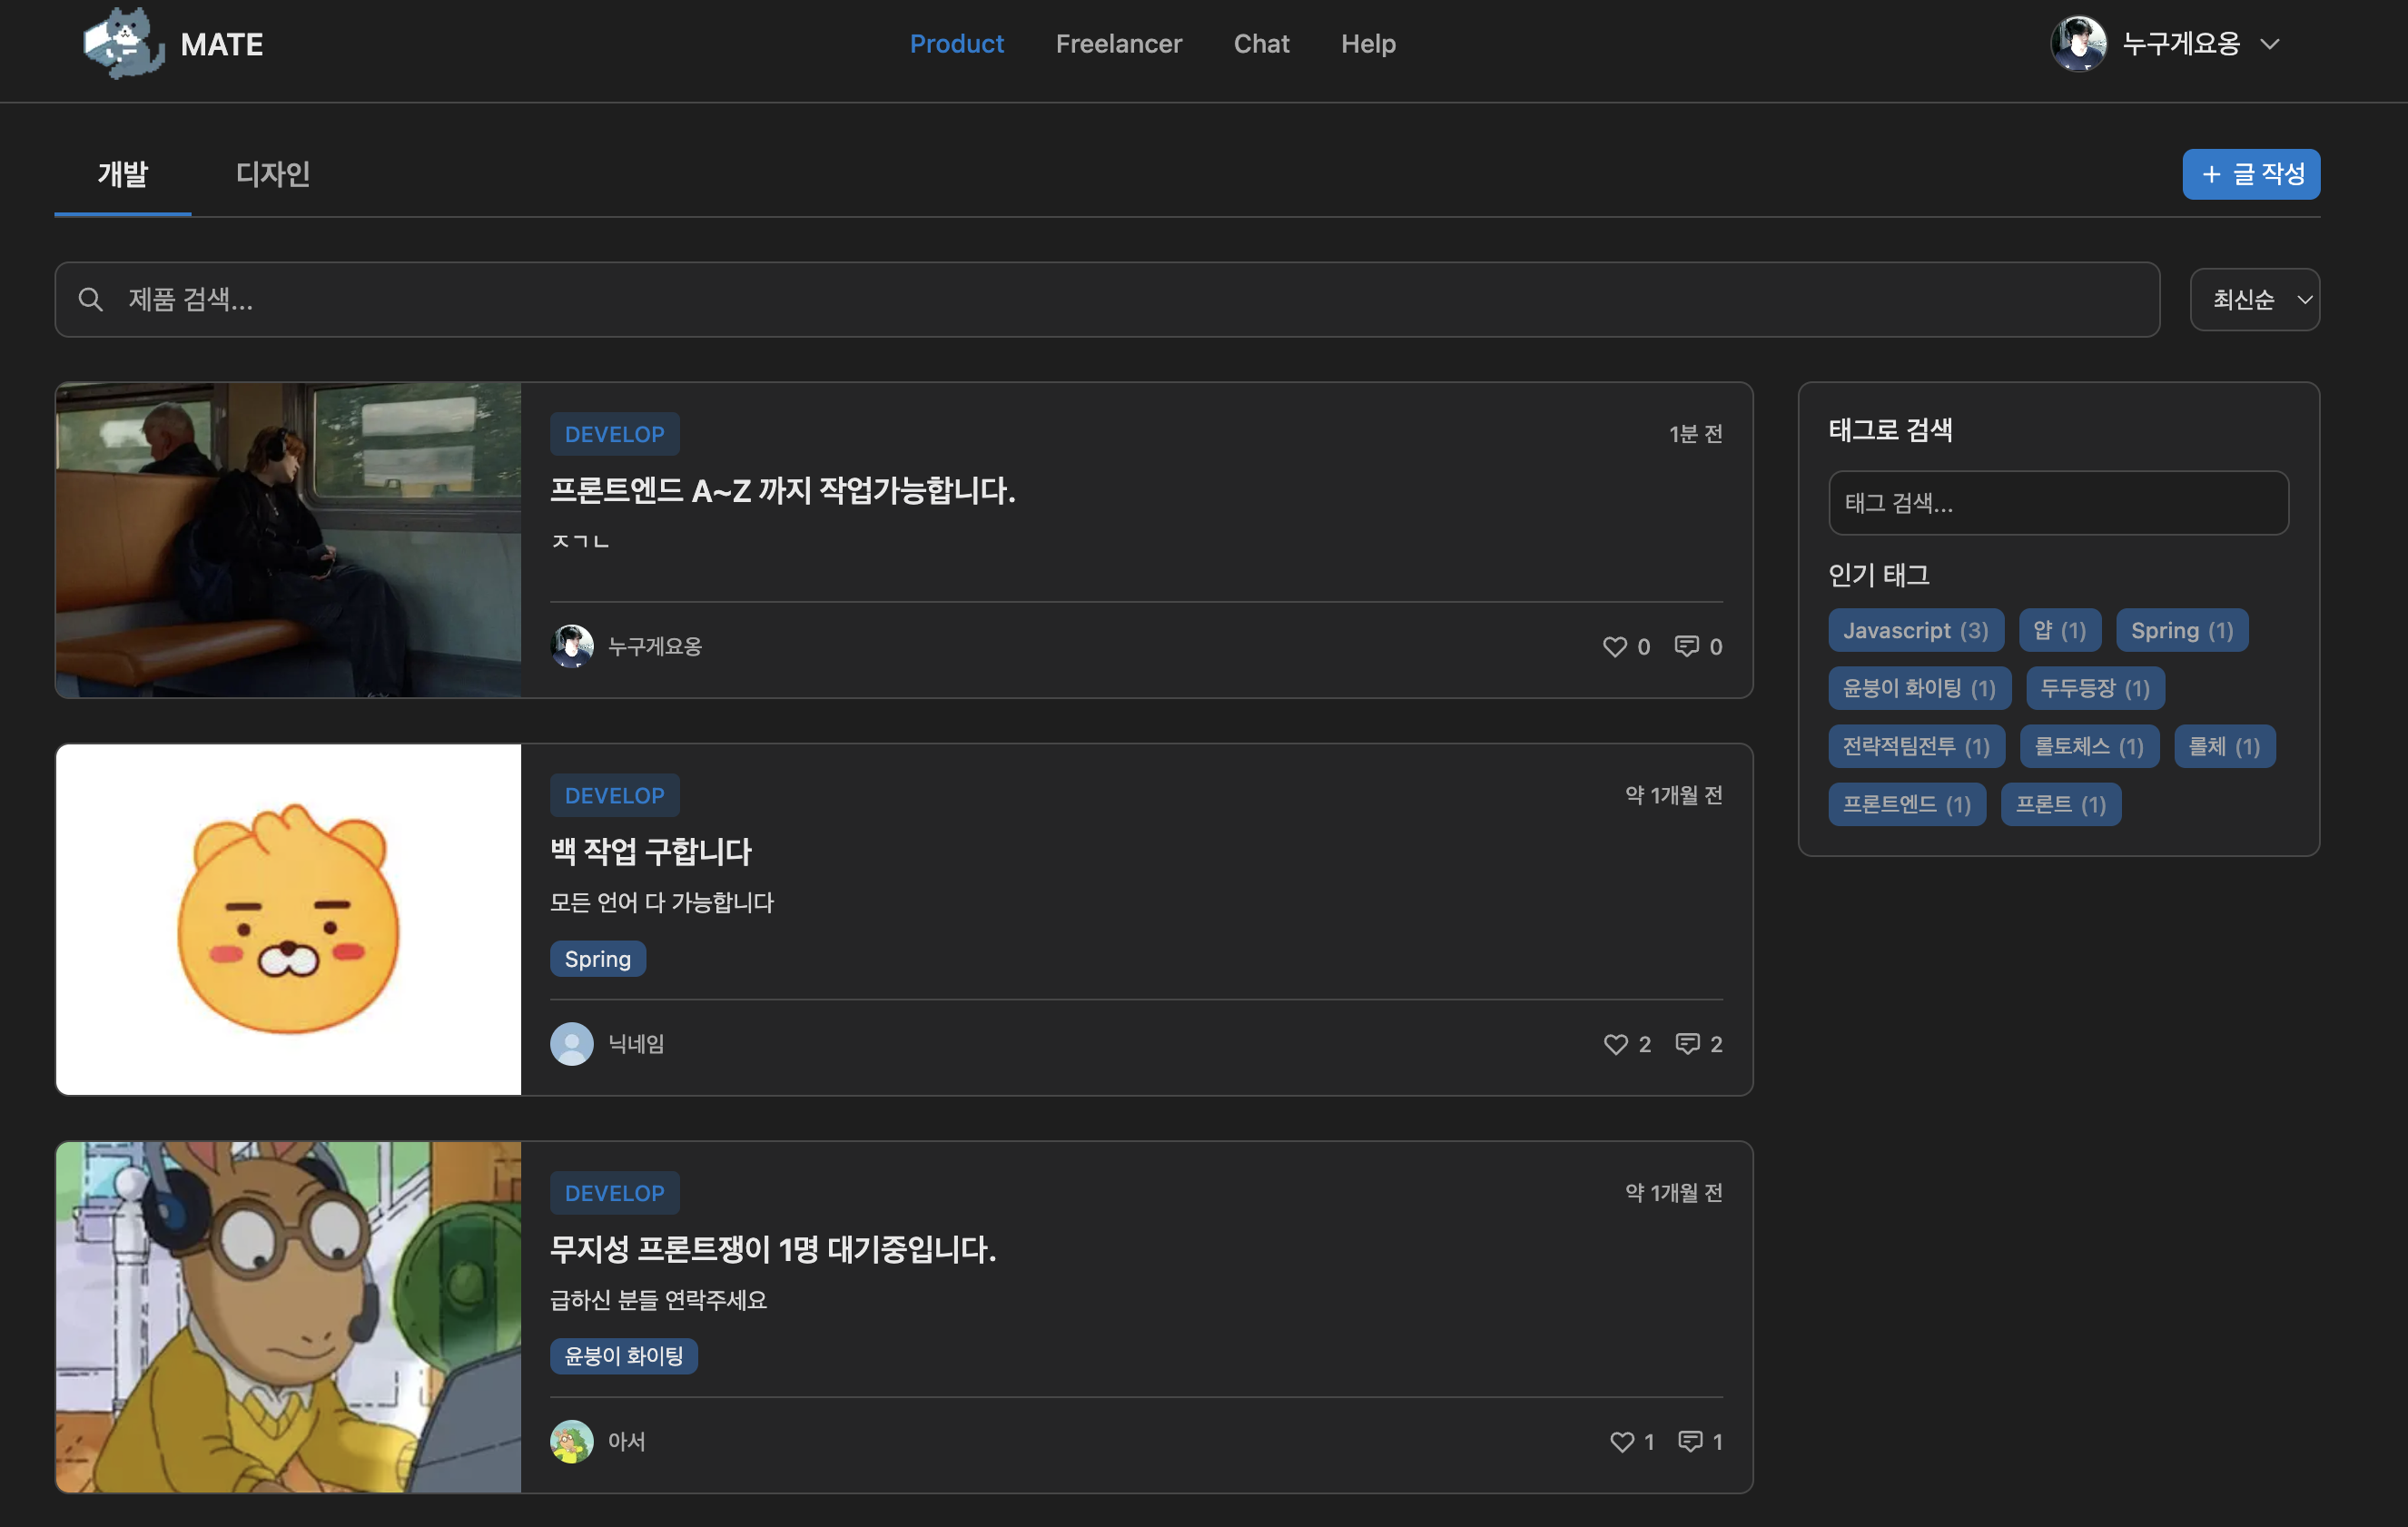 MATE
Product Freelancer Chat Help
누구게요옹
개발 디자인
+ 글 작성
제품 검색...
최신순
DEVELOP
1분 전
프론트엔드 A~Z 까지 작업가능합니다.
ㅈㄱㄴ
누구게요옹
0 0
DEVELOP
약 1개월 전
백 작업 구합니다
모든 언어 다 가능합니다
Spring
닉네임
2 2
DEVELOP
약 1개월 전
무지성 프론트쟁이 1명 대기중입니다.
급하신 분들 연락주세요
윤붕이 화이팅
아서
1 1
태그로 검색
태그 검색...
인기 태그
Javascript (3) 얍 (1) Spring (1)
윤붕이 화이팅 (1) 두두등장 (1)
전략적팀전투 (1) 롤토체스 (1) 롤체 (1)
프론트엔드 (1) 프론트 (1)